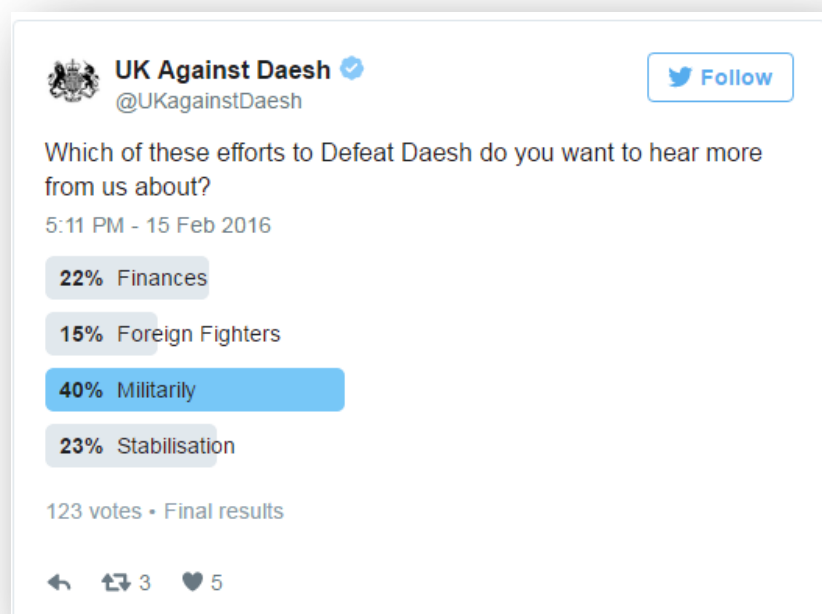 UK Against Daesh
@UKagainstDaesh
Follow
Which of these efforts to Defeat Daesh do you want to hear more
from us about?
5:11 PM - 15 Feb 2016
22% Finances
15% Foreign Fighters
40% Militarily
23% Stabilisation
123 votes • Final results
3 5